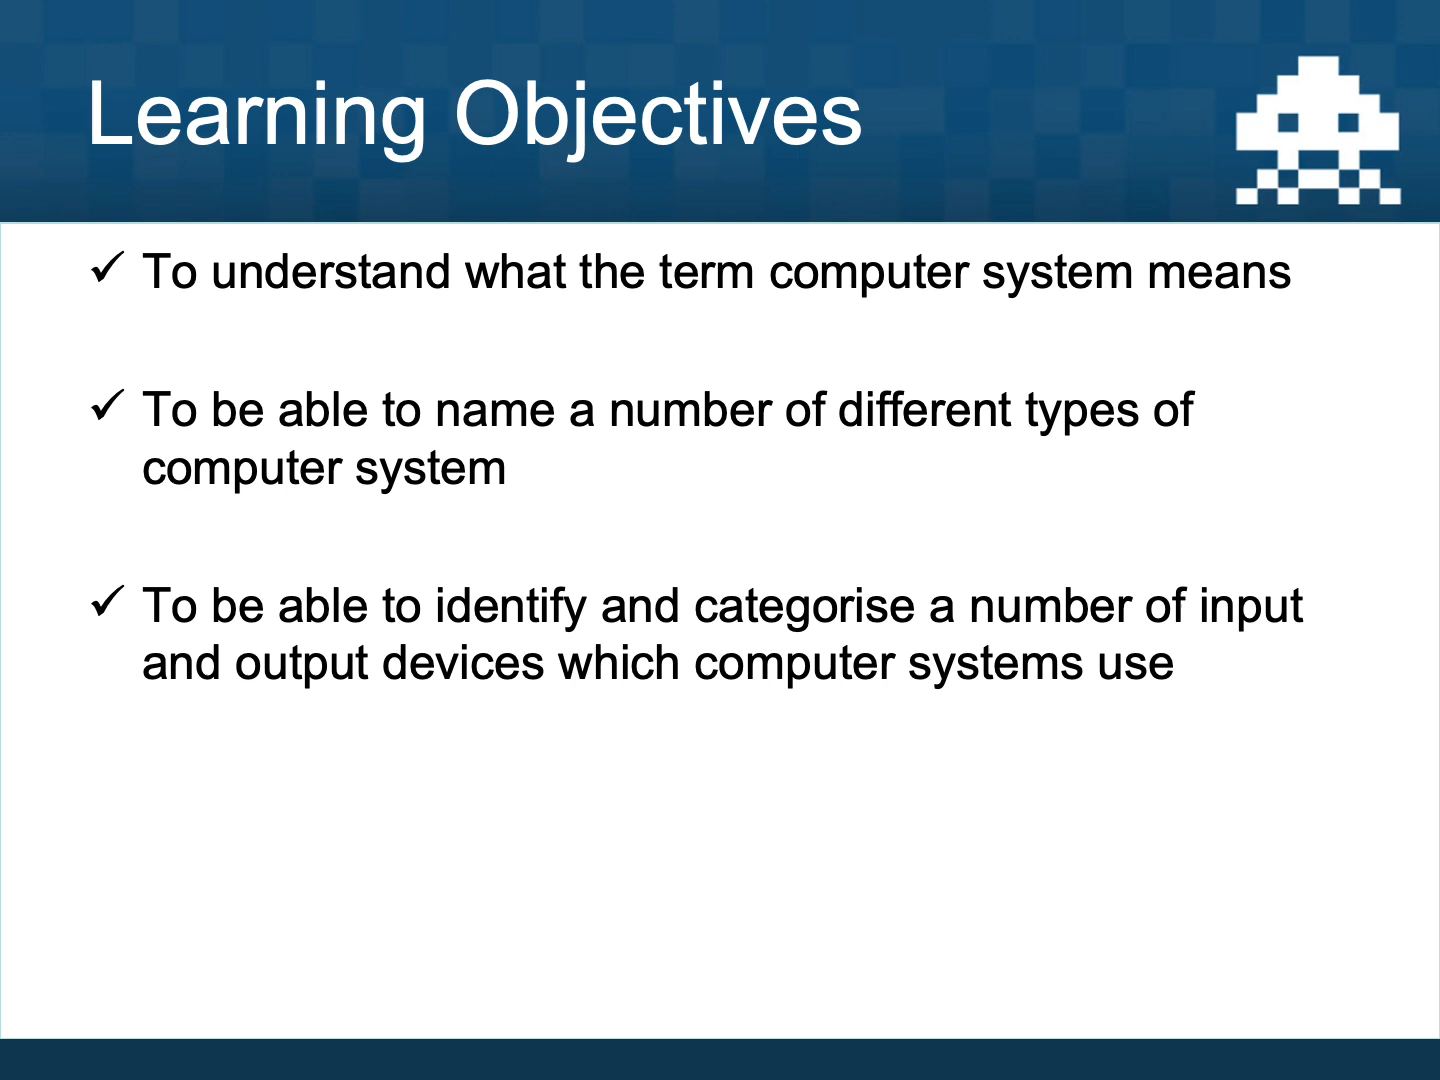 Learning Objectives
✓ To understand what the term computer system means
✓ To be able to name a number of different types of
computer system
✓ To be able to identify and categorise a number of input
and output devices which computer systems use